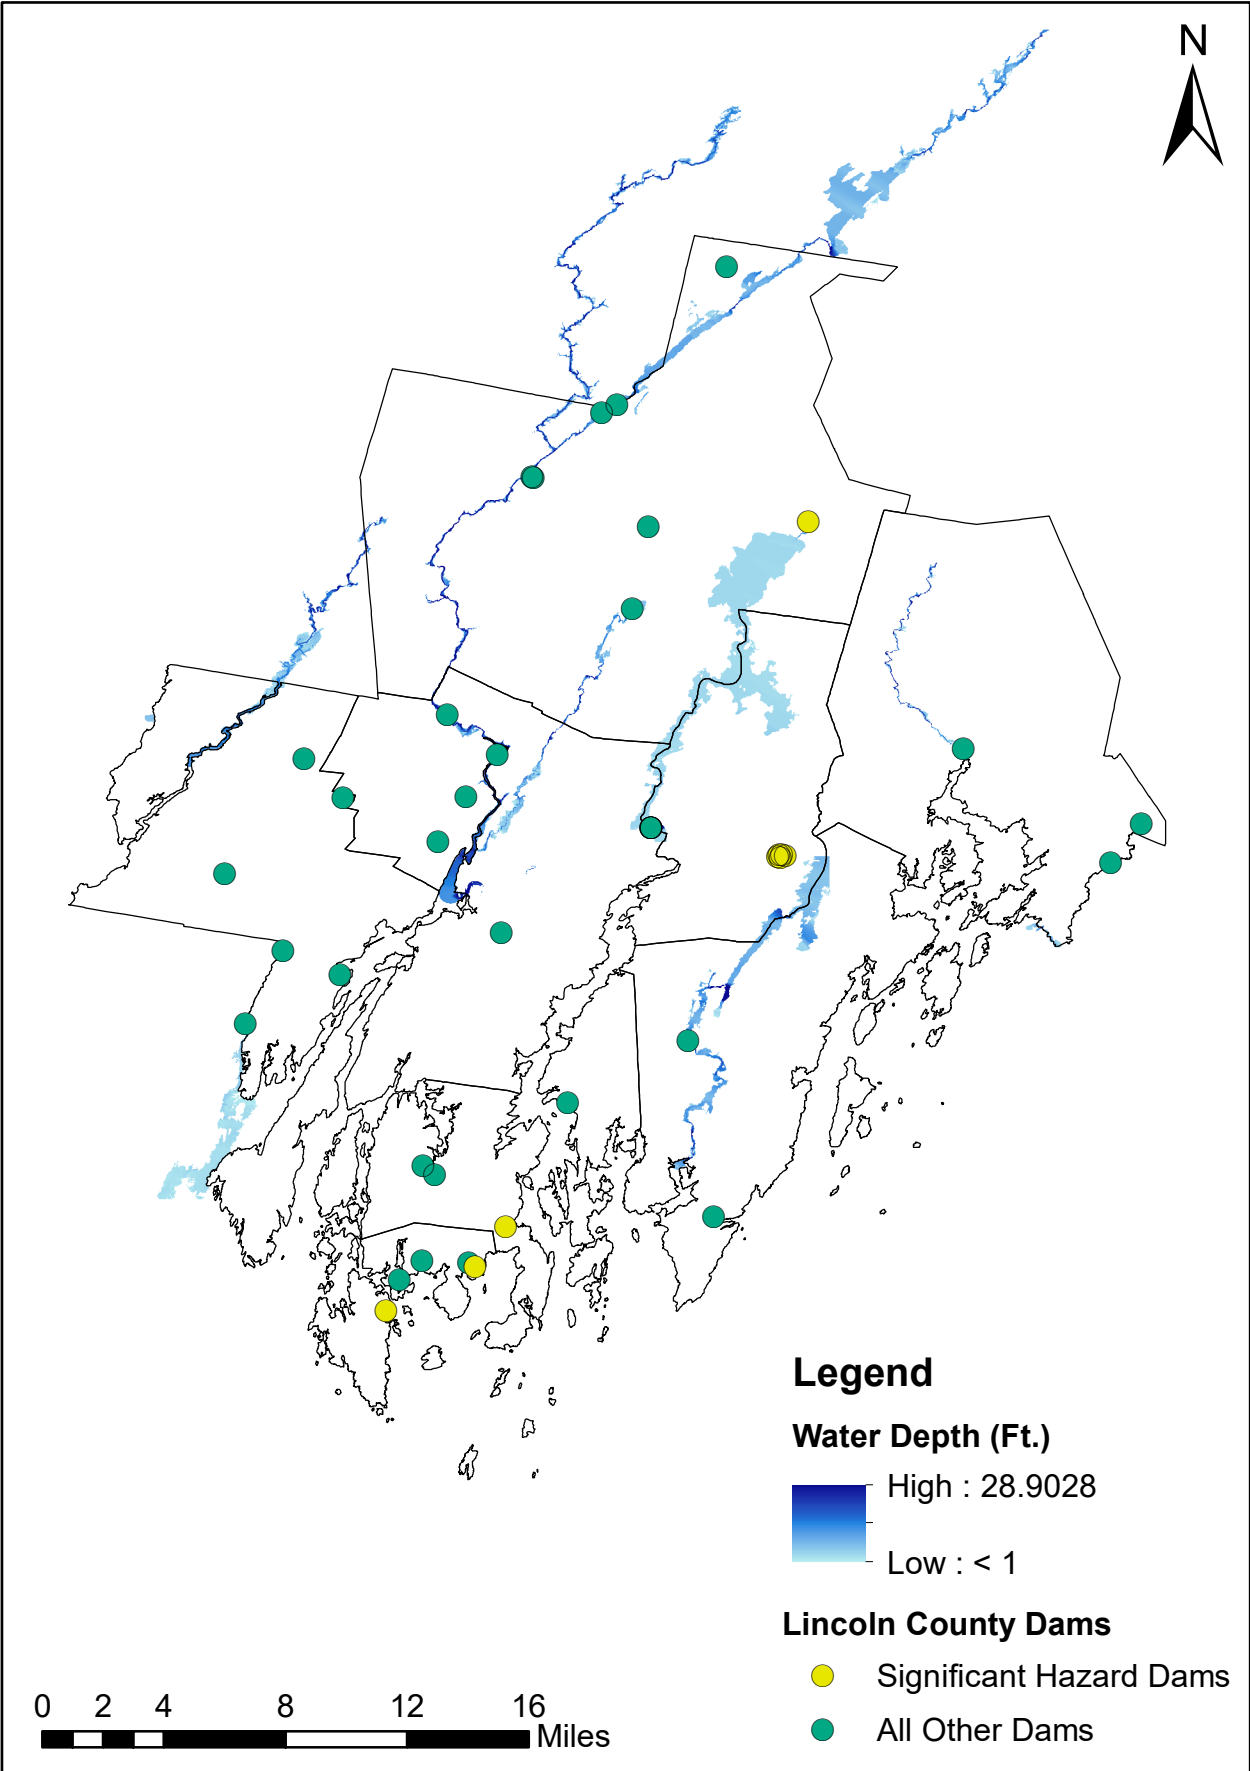 N
Legend
Water Depth (Ft.)
High : 28.9028
Low : < 1
Lincoln County Dams
Significant Hazard Dams
All Other Dams
0 2 4 8 12 16
Miles